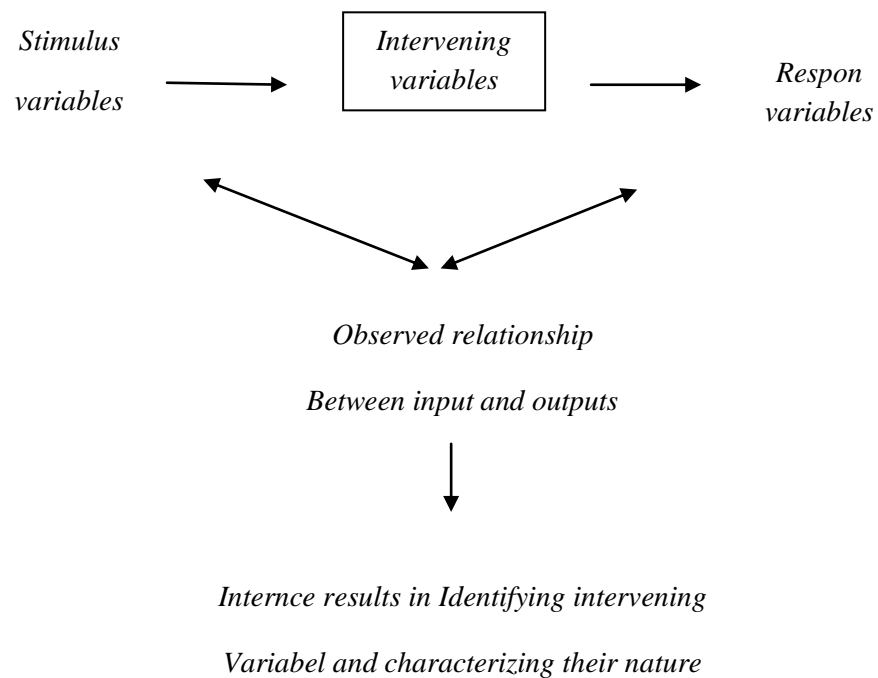 Stimulus
variables
Intervening
variables
Respon
variables
Observed relationship
Between input and outputs
Internce results in Identifying intervening
Variabel and characterizing their nature